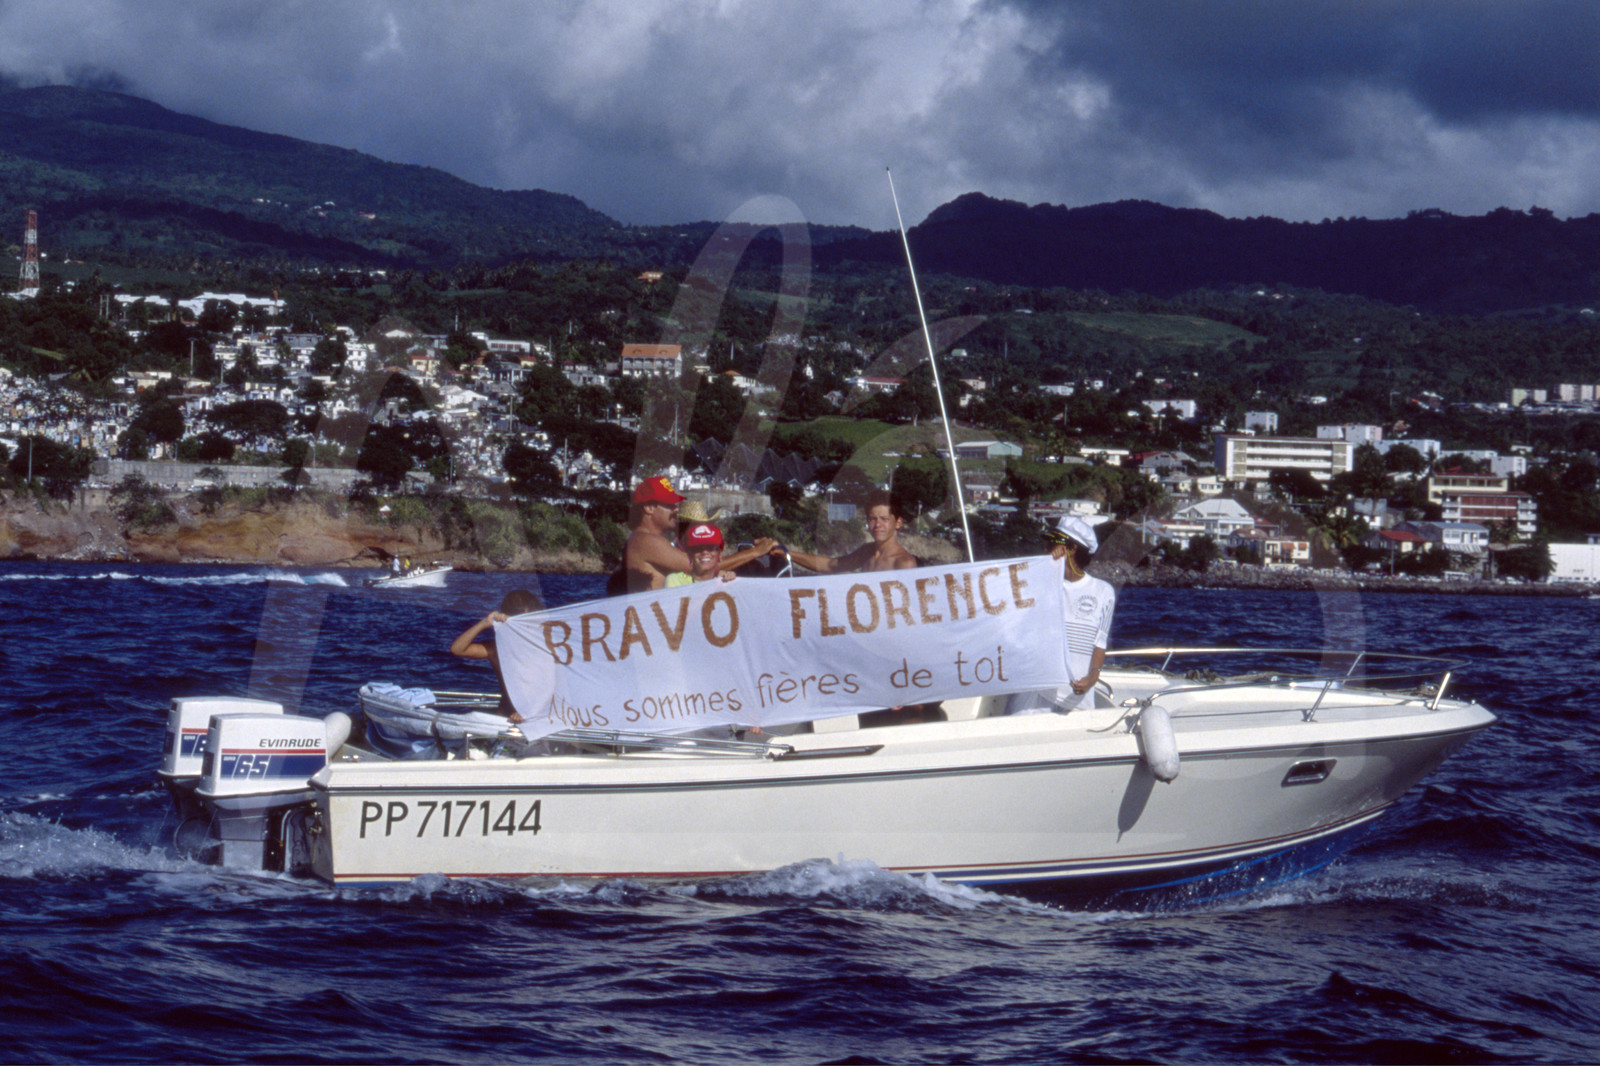 BRAVO FLORENCE
Nous sommes fières de toi
EVINRUDE
65
PP 717144